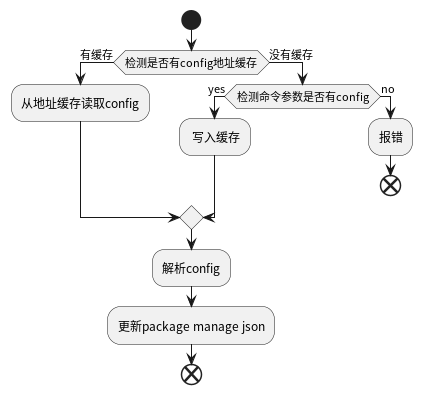 检测是否有config地址缓存
有缓存
没有缓存
从地址缓存读取config
检测命令参数是否有config
yes
no
写入缓存
报错
解析config
更新package manage json